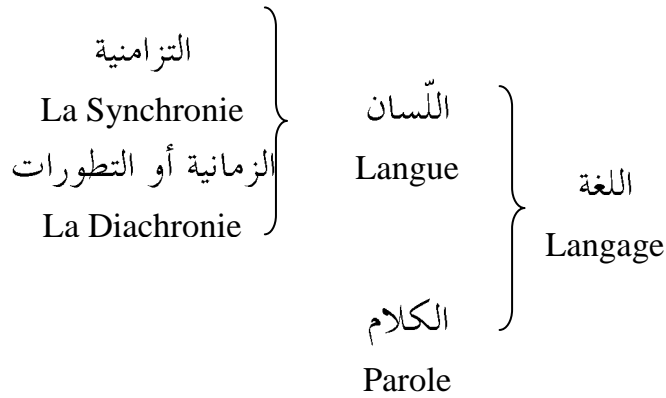 اللغة
Langage
اللّسان
Langue
الكلام
Parole
التزامنية
La Synchronie
الزمانية أو التطورات
La Diachronie